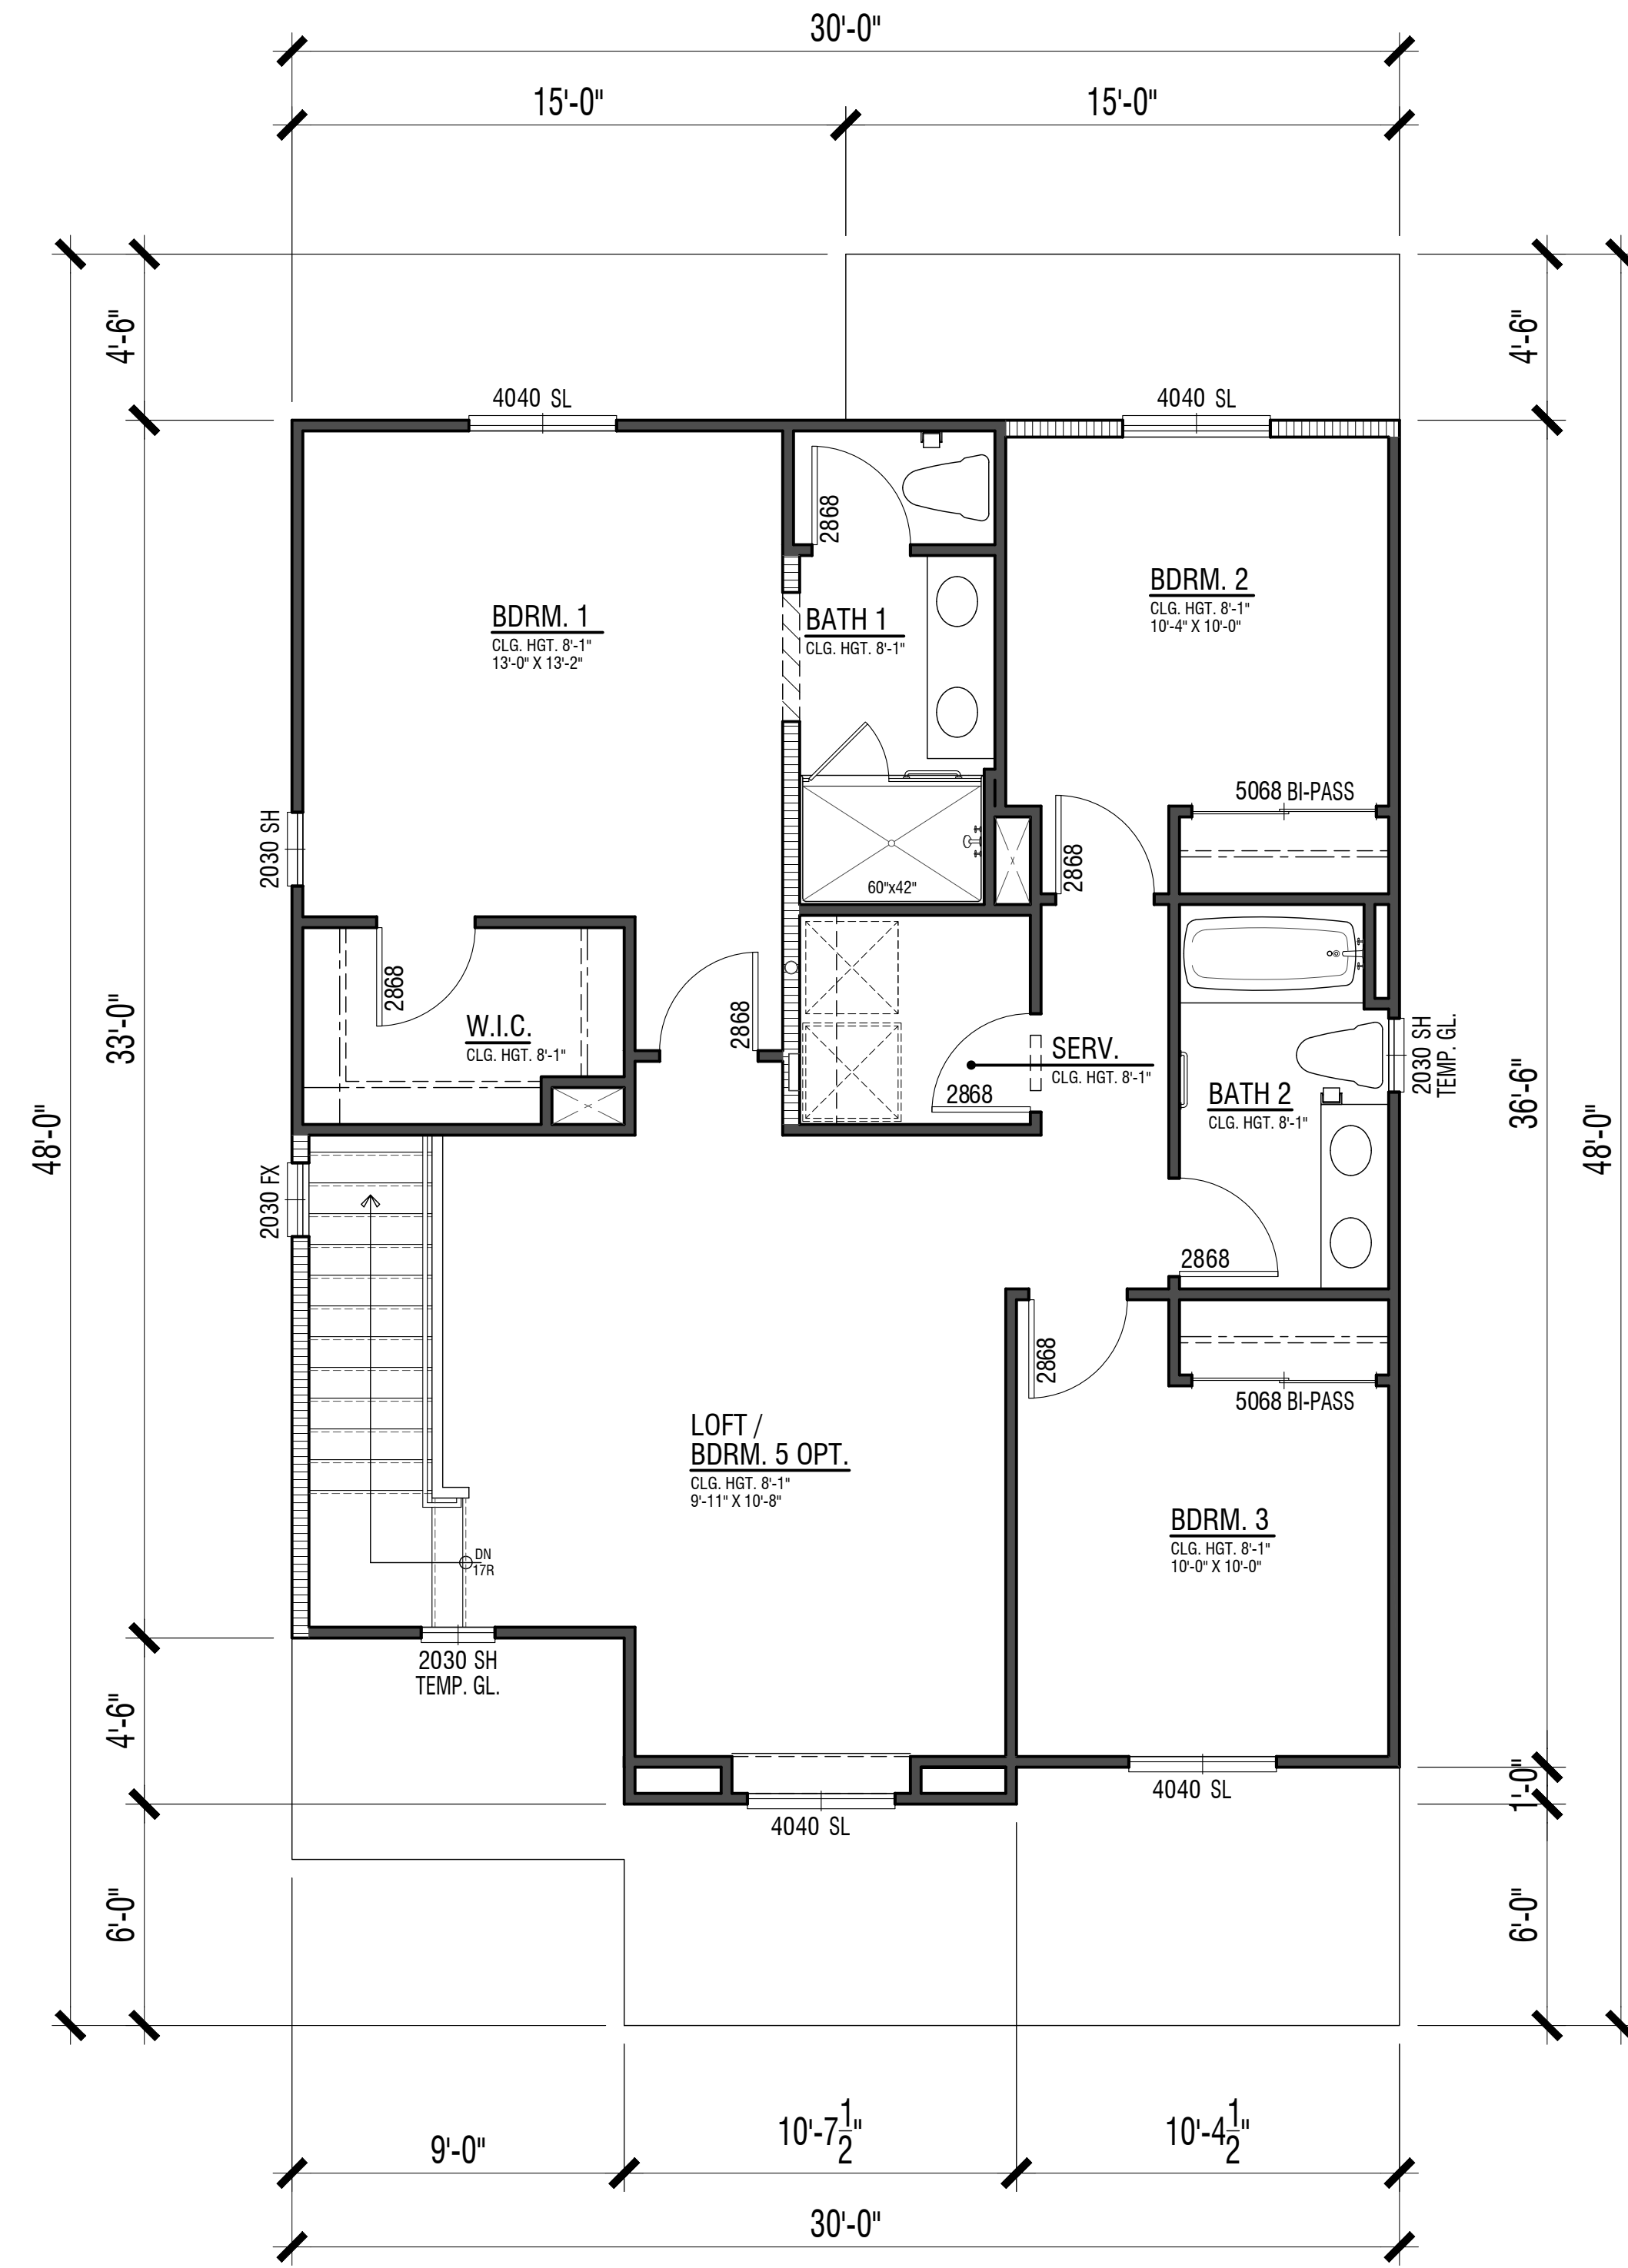 30'-0"
15'-0"
15'-0"
4'-6"
4'-6"
4040 SL
4040 SL
2868
BDRM. 1
CLG. HGT. 8'-1"
13'-0" X 13'-2"
BATH 1
CLG. HGT. 8'-1"
BDRM. 2
CLG. HGT. 8'-1"
10'-4" X 10'-0"
2030 SH
5068 BI-PASS
60"x42"
2868
2868
W.I.C.
CLG. HGT. 8'-1"
2868
SERV.
CLG. HGT. 8'-1"
2868
2030 SH
TEMP. GL.
BATH 2
CLG. HGT. 8'-1"
33'-0"
48'-0"
36'-6"
48'-0"
2030 FX
2868
2868
5068 BI-PASS
LOFT /
BDRM. 5 OPT.
CLG. HGT. 8'-1"
9'-11" X 10'-8"
BDRM. 3
CLG. HGT. 8'-1"
10'-0" X 10'-0"
DN
17R
2030 SH
TEMP. GL.
4'-6"
1'-0"
4040 SL
4040 SL
6'-0"
6'-0"
9'-0"
10'-7 1/2"
10'-4 1/2"
30'-0"